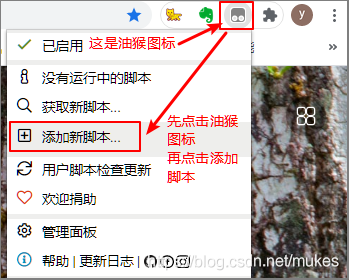 y
已启用
这是油猴图标
没有运行中的脚本
获取新脚本...
添加新脚本...
先点击油猴
图标
再点击添加
脚本
用户脚本检查更新
欢迎捐助
管理面板
帮助 | 更新日志 |
https://blog.csdn.net/mukes